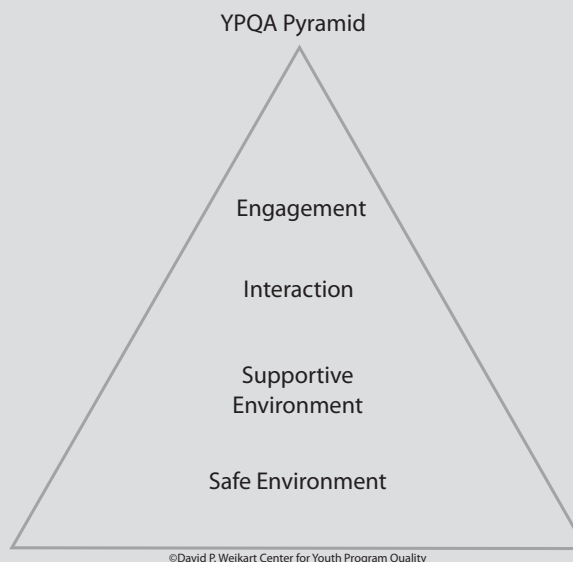 YPQA Pyramid
Engagement
Interaction
Supportive
Environment
Safe Environment
©David P. Weikart Center for Youth Program Quality